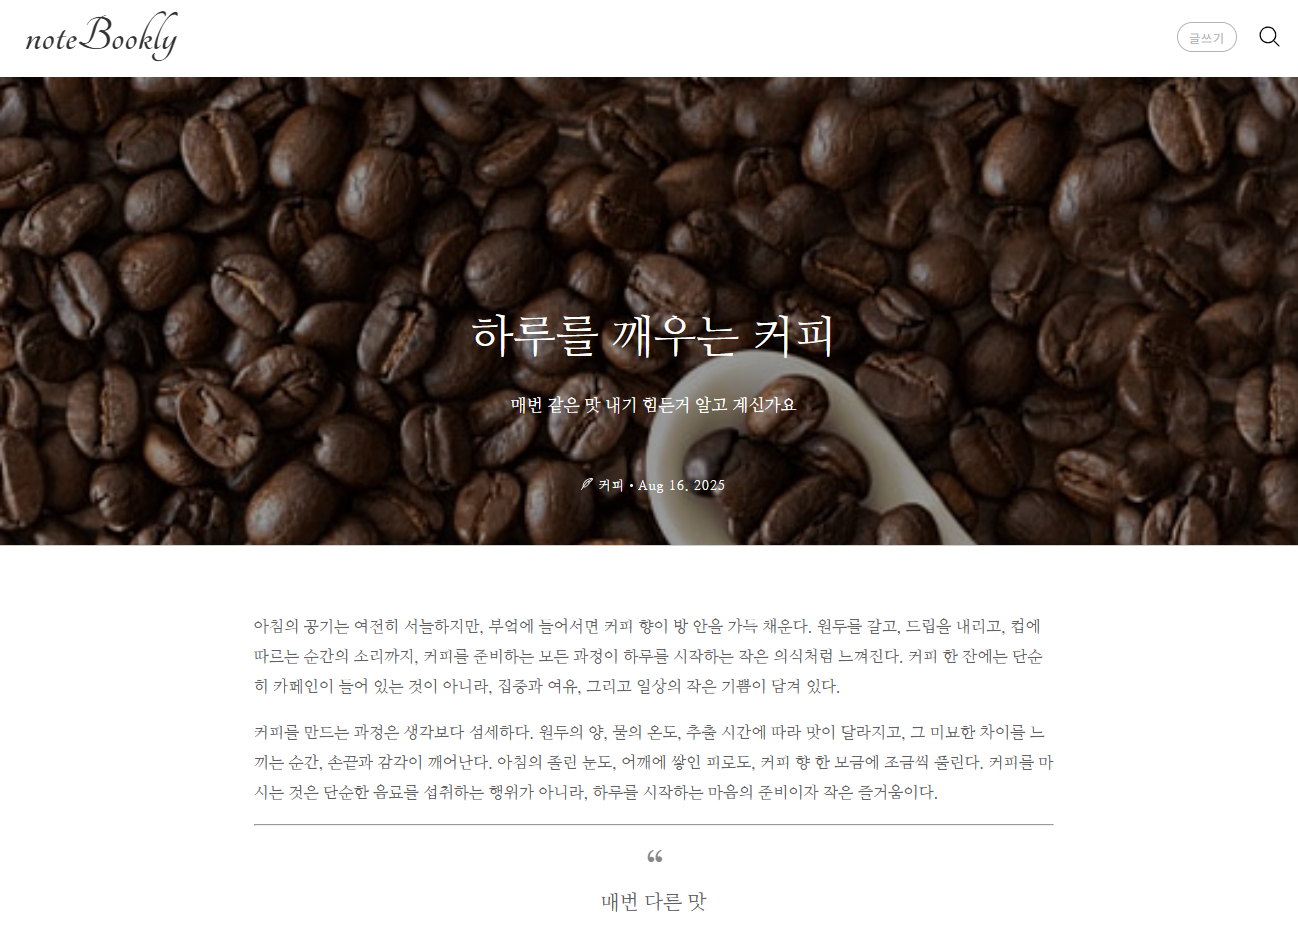 noteBookly
글쓰기
하루를 깨우는 커피
매번 같은 맛 내기 힘든거 알고 계신가요
커피 • Aug 16. 2025
아침의 공기는 여전히 서늘하지만, 부엌에 들어서면 커피 향이 방 안을 가득 채운다. 원두를 갈고, 드립을 내리고, 컵에
따르는 순간의 소리까지, 커피를 준비하는 모든 과정이 하루를 시작하는 작은 의식처럼 느껴진다. 커피 한 잔에는 단순
히 카페인이 들어 있는 것이 아니라, 집중과 여유, 그리고 일상의 작은 기쁨이 담겨 있다.
커피를 만드는 과정은 생각보다 섬세하다. 원두의 양, 물의 온도, 추출 시간에 따라 맛이 달라지고, 그 미묘한 차이를 느
끼는 순간, 손끝과 감각이 깨어난다. 아침의 졸린 눈도, 어깨에 쌓인 피로도, 커피 향 한 모금에 조금씩 풀린다. 커피를 마
시는 것은 단순한 음료를 섭취하는 행위가 아니라, 하루를 시작하는 마음의 준비이자 작은 즐거움이다.
“
매번 다른 맛